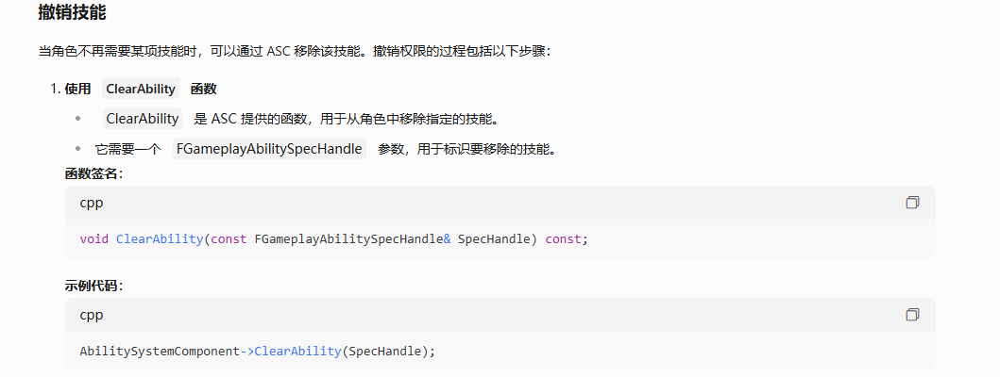 撤销技能
当角色不再需要某项技能时，可以通过 ASC 移除该技能。撤销权限的过程包括以下步骤：
1. 使用 ClearAbility 函数
• ClearAbility 是 ASC 提供的函数，用于从角色中移除指定的技能。
• 它需要一个 FGameplayAbilitySpecHandle 参数，用于标识要移除的技能。
函数签名：
cpp
void ClearAbility(const FGameplayAbilitySpecHandle& SpecHandle) const;
示例代码：
cpp
AbilitySystemComponent->ClearAbility(SpecHandle);